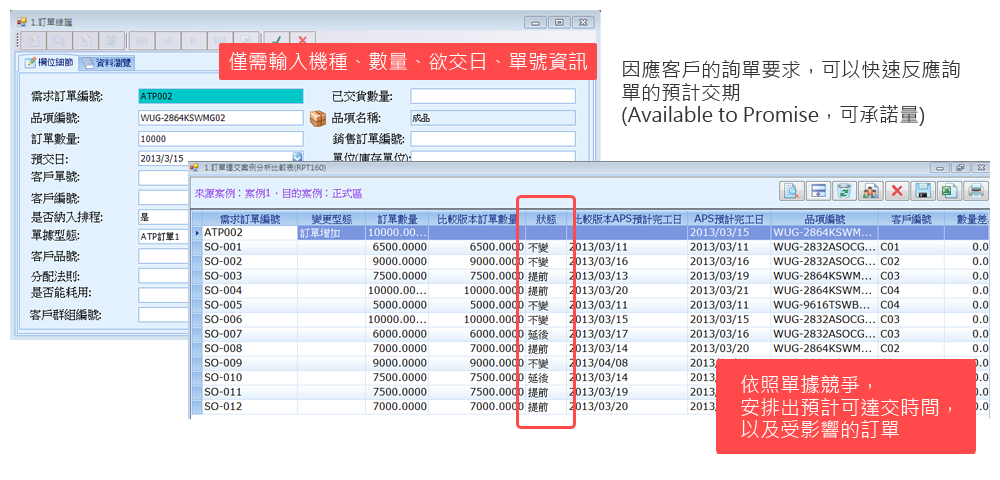 1.訂單維護
僅需輸入機種、數量、欲交日、單號資訊
欄位細節 資料瀏覽
因應客戶的詢單要求，可以快速反應詢
單的預計交期
(Available to Promise，可承諾量)
需求訂單編號: ATP002 已交貨數量:
品項編號: WUG-2864KSWMG02 品項名稱: 成品
訂單數量: 10000 銷售訂單編號:
預交日: 2013/3/15 單位(庫存單位):
客戶單號:
客戶編號:
是否納入排程: 是
單據型態: ATP訂單1
客戶品號:
分配法則:
是否能耗用:
客戶群組編號:
1.訂單達交案例分析比較表(RPT160)
來源案例：案例1、目的案例：正式區
需求訂單編號 變更型態 訂單數量 比較版本訂單數量 狀態 比較版本APS預計完工日 APS預計完工日 品項編號 客戶編號 數量差
ATP002 訂單增加 10000.00... 2013/03/15 WUG-2864KSWM...
SO-001 6500.0000 6500.0000 不變 2013/03/11 2013/03/11 WUG-2832ASOCG... C01 0.0
SO-002 9000.0000 9000.0000 不變 2013/03/16 2013/03/16 WUG-2832ASOCG... C02 0.0
SO-003 7500.0000 7500.0000 提前 2013/03/13 2013/03/19 WUG-2864KSWM... C03 0.0
SO-004 10000.00... 10000.0000 提前 2013/03/20 2013/03/21 WUG-2864KSWM... C04 0.0
SO-005 5000.0000 5000.0000 不變 2013/03/11 2013/03/11 WUG-9616TSWB... C04 0.0
SO-006 10000.00... 10000.0000 不變 2013/03/15 2013/03/15 WUG-2832ASOCG... C03 0.0
SO-007 6000.0000 6000.0000 延後 2013/03/17 2013/03/16 WUG-2832ASOCG... C03 0.0
SO-008 7000.0000 7000.0000 提前 2013/03/14 2013/03/20 WUG-2864KSWM... C02 0.0
SO-009 9000.0000 9000.0000 不變 2013/04/08
SO-010 7500.0000 7500.0000 延後 2013/03/14 2013
SO-011 7500.0000 7500.0000 提前 2013/03/19 2013
SO-012 7000.0000 7000.0000 提前 2013/03/20 2013
依照單據競爭，
安排出預計可達交時間，
以及受影響的訂單